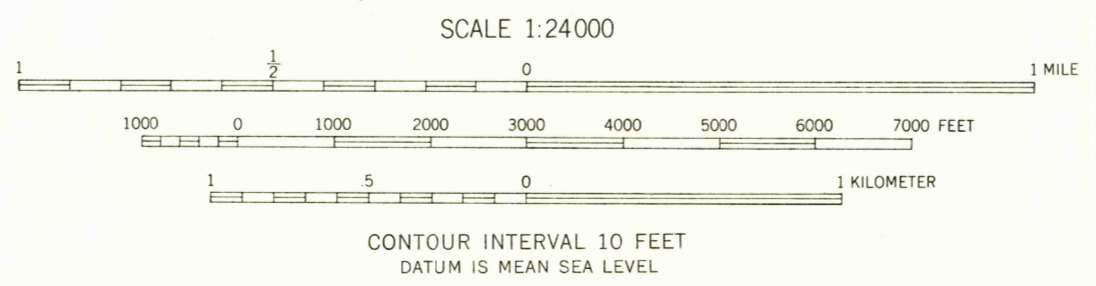 SCALE 1:24000
1 1/2 0 1 MILE
1000 0 1000 2000 3000 4000 5000 6000 7000 FEET
1 .5 0 1 KILOMETER
CONTOUR INTERVAL 10 FEET
DATUM IS MEAN SEA LEVEL